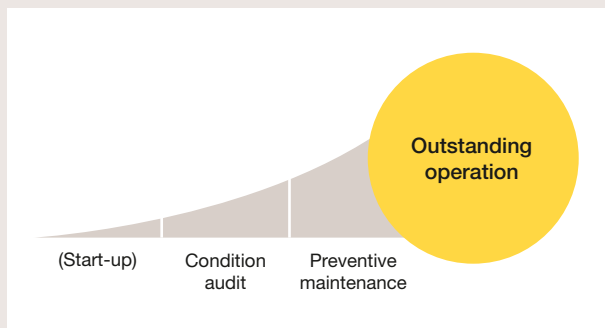 Outstanding
operation
(Start-up)
Condition
audit
Preventive
maintenance